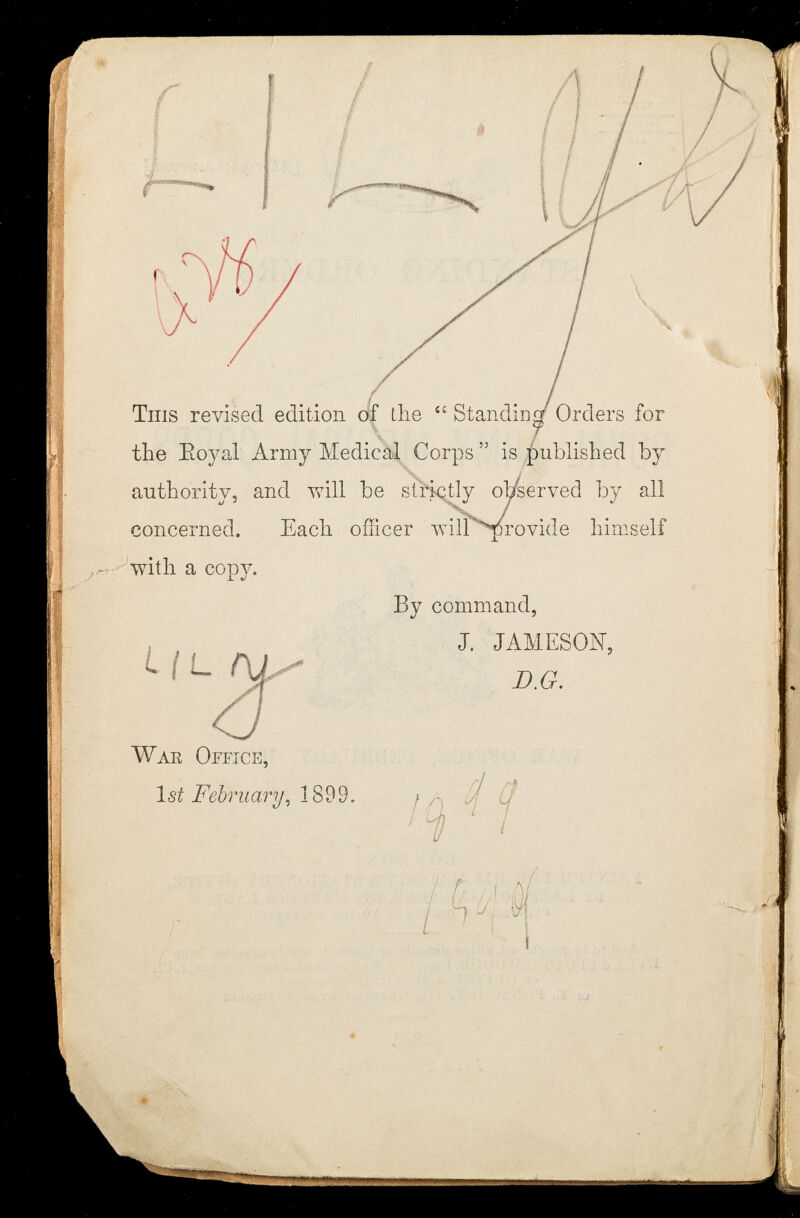 LILy
THIS revised edition of the “ Standing Orders for
the Royal Army Medical Corps ” is published by
authority, and will be strictly observed by all
concerned. Each officer will provide himself
with a copy.
By command,
J. JAMESON,
D.G.
LILy
WAR OFFICE,
1st February, 1899.